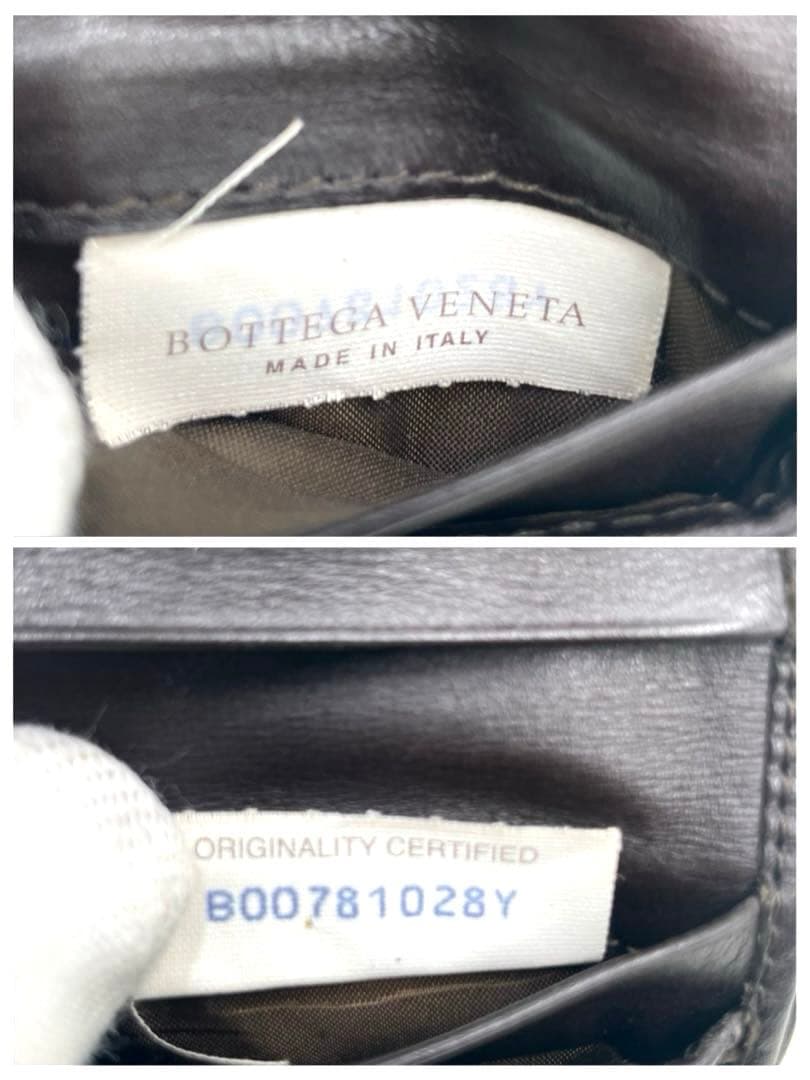 BOTTEGA VENETA
MADE IN ITALY
ORIGINALITY CERTIFIED
B00781028Y